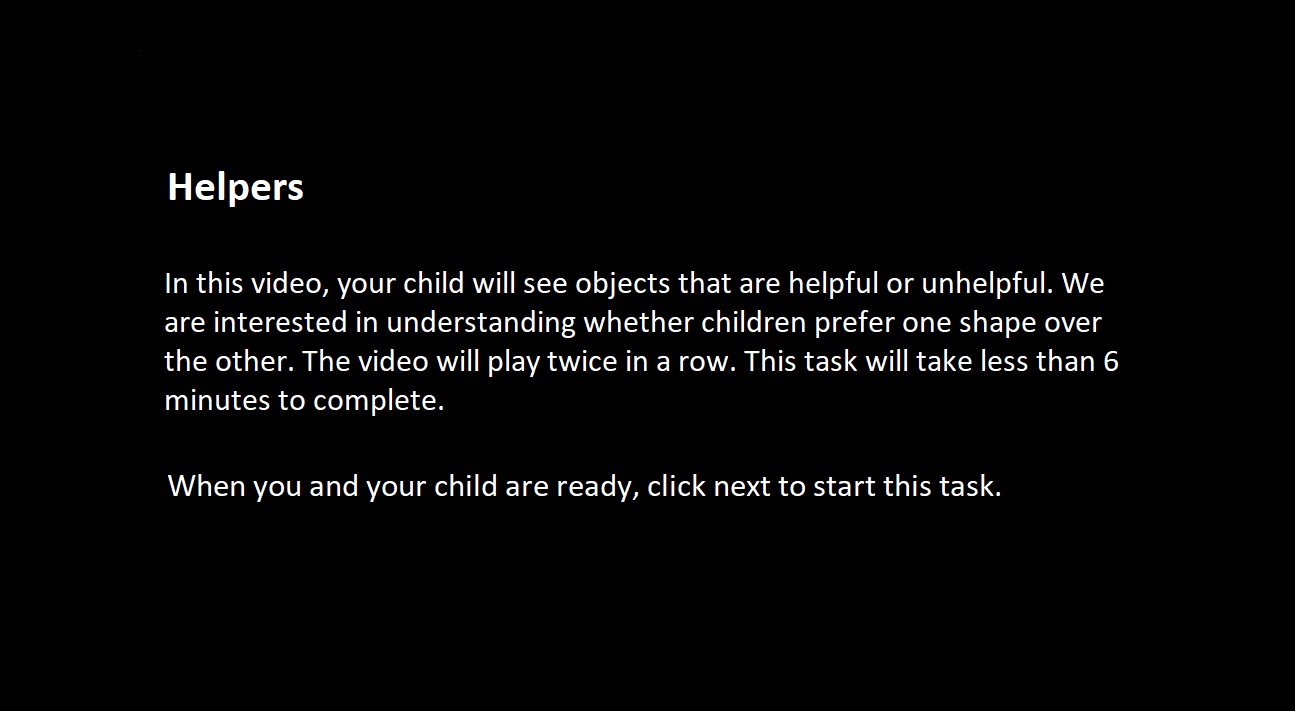 Helpers
In this video, your child will see objects that are helpful or unhelpful. We
are interested in understanding whether children prefer one shape over
the other. The video will play twice in a row. This task will take less than 6
minutes to complete.
When you and your child are ready, click next to start this task.